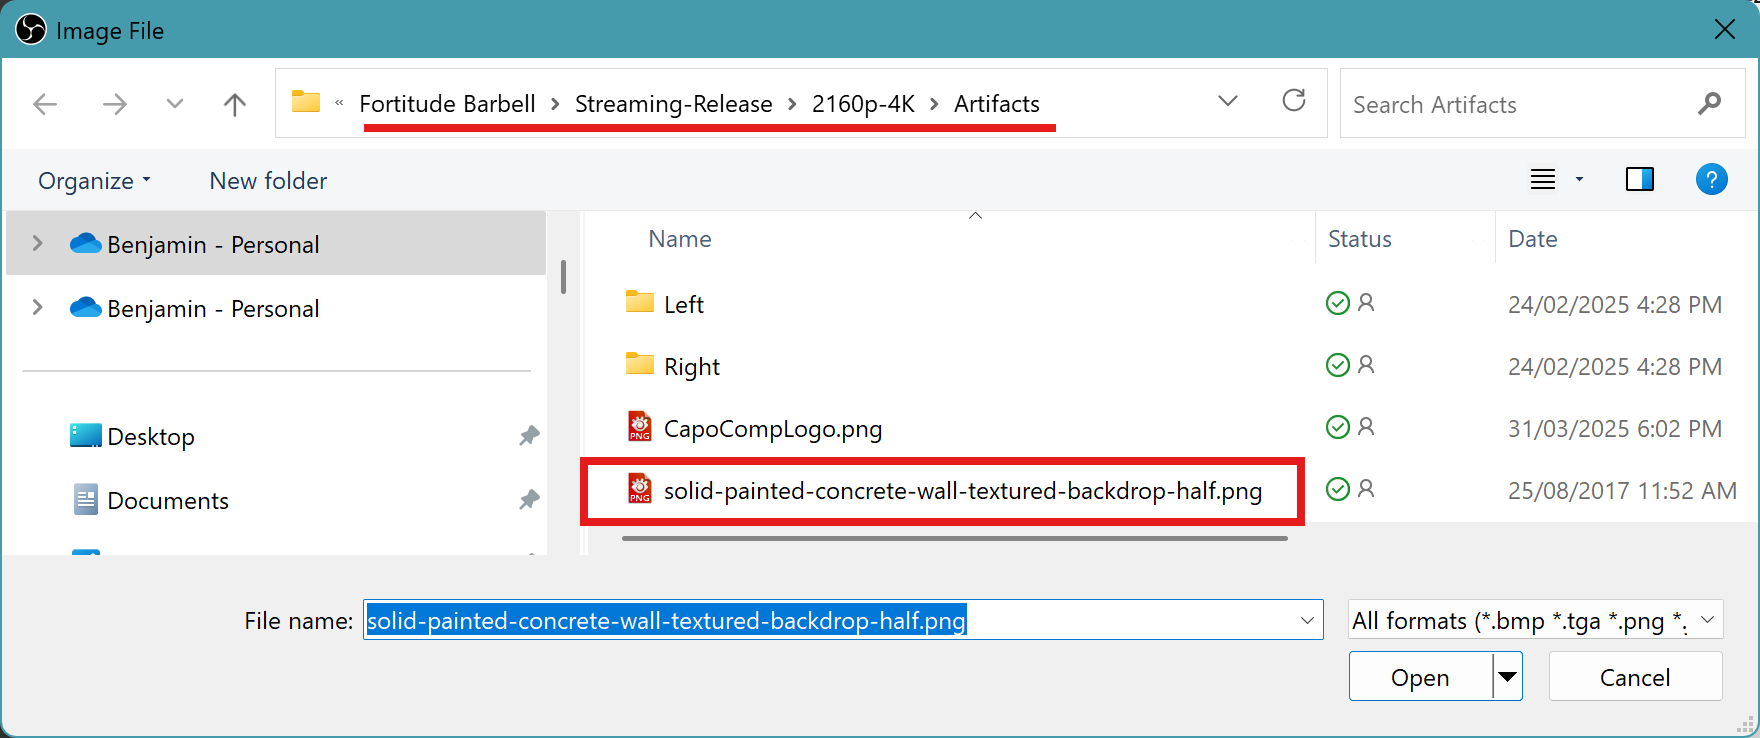 Image File
« Fortitude Barbell > Streaming-Release > 2160p-4K > Artifacts
Search Artifacts
Organize
New folder
?
Benjamin - Personal
Benjamin - Personal
Desktop
Documents
Name Status Date
Left 24/02/2025 4:28 PM
Right 24/02/2025 4:28 PM
PNG CapoCompLogo.png 31/03/2025 6:02 PM
PNG solid-painted-concrete-wall-textured-backdrop-half.png 25/08/2017 11:52 AM
File name: solid-painted-concrete-wall-textured-backdrop-half.png
All formats (*.bmp *.tga *.png *.
Open
Cancel